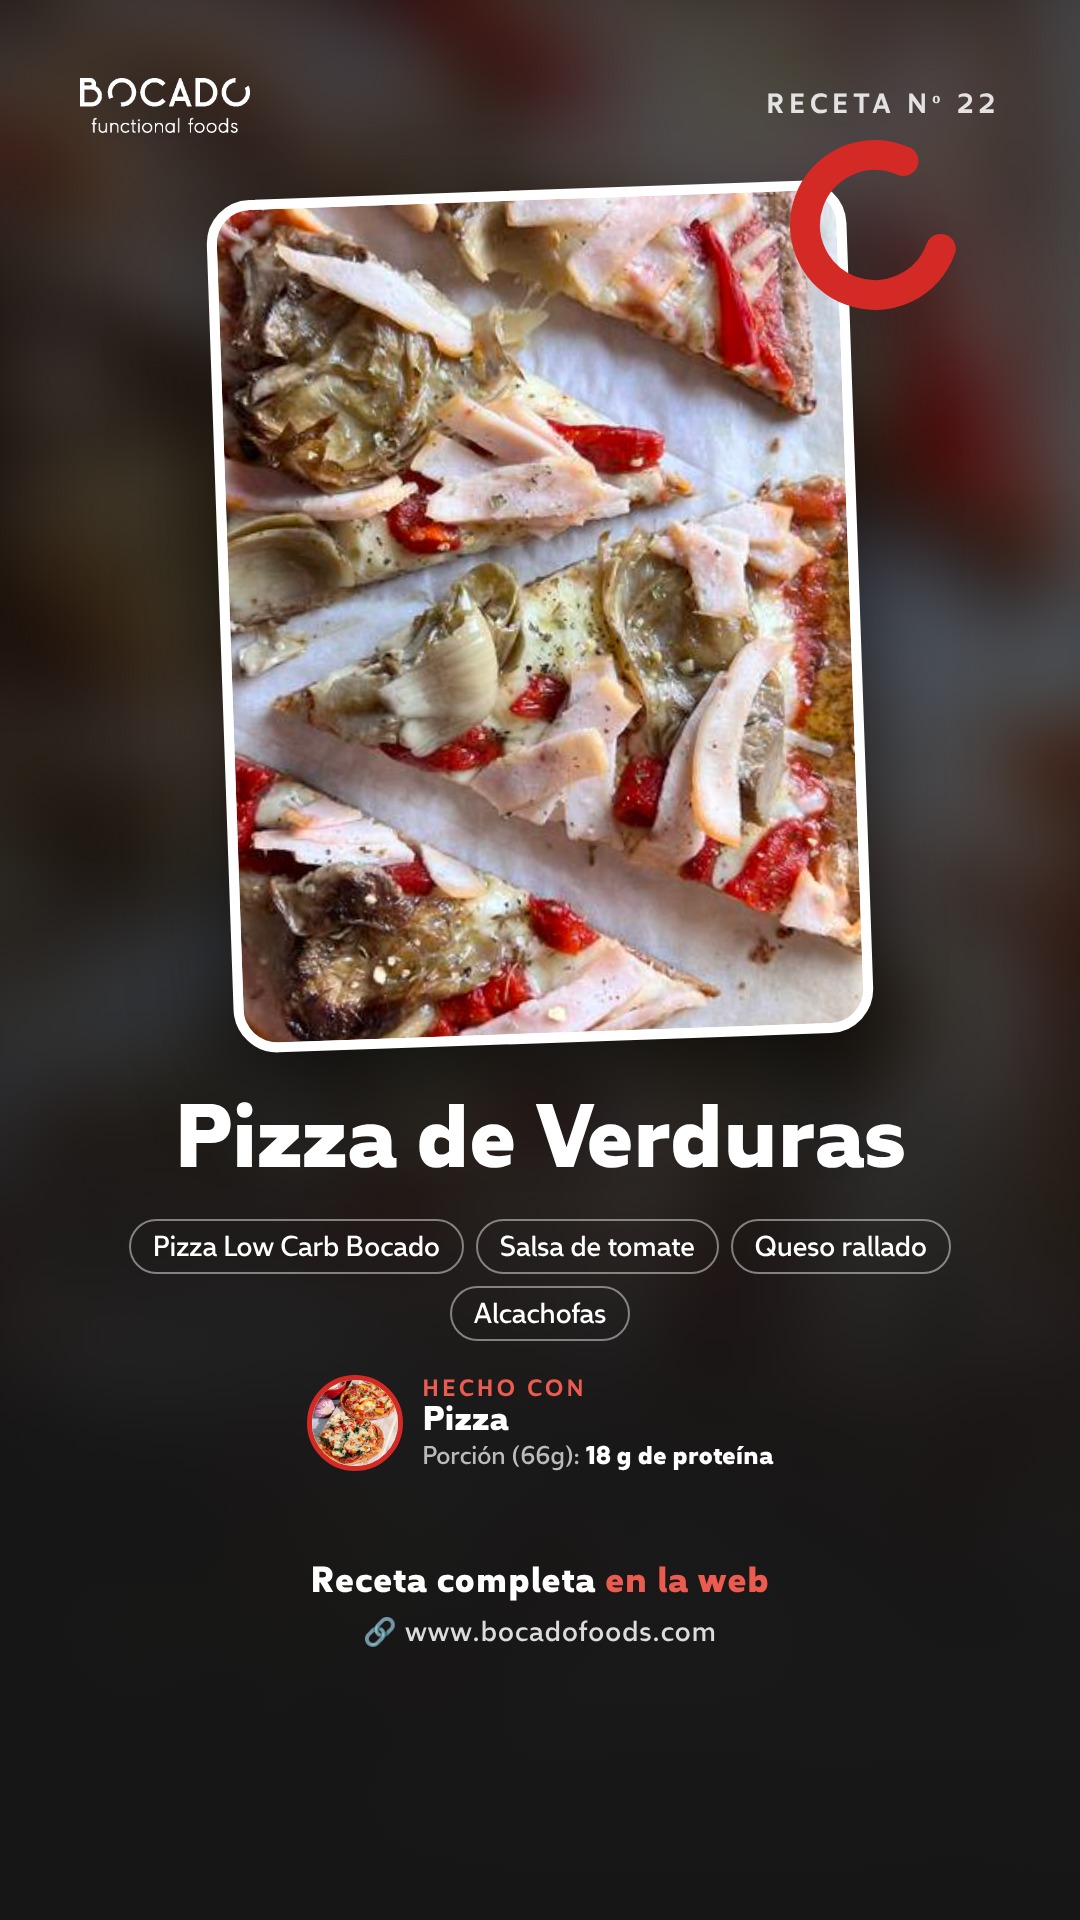 BOCADO
functional foods
RECETA Nº 22
Pizza de Verduras
Pizza Low Carb Bocado
Salsa de tomate
Queso rallado
Alcachofas
HECHO CON
Pizza
Porción (66g): 18 g de proteína
Receta completa en la web
🔗 www.bocadofoods.com